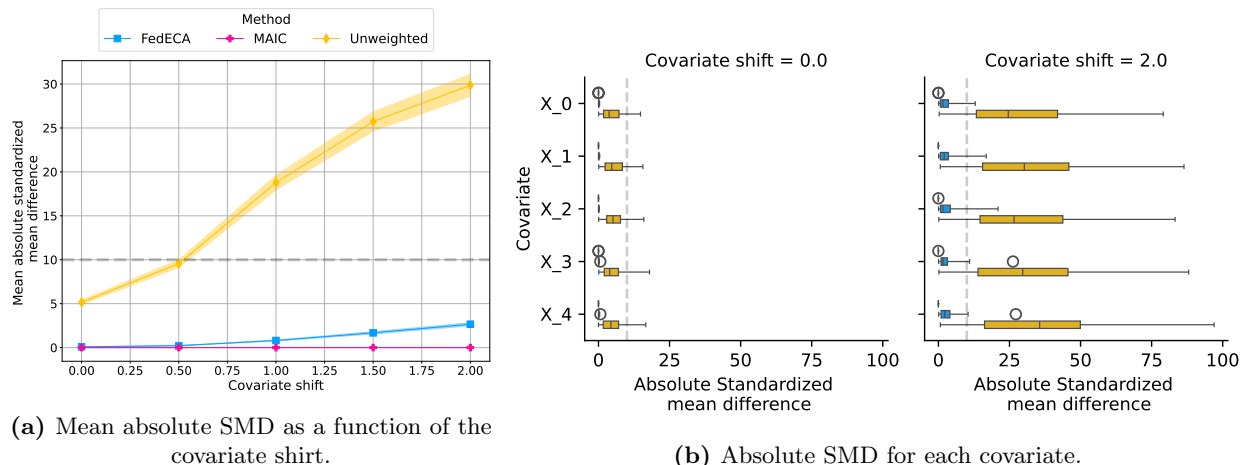 Method
FedECA MAIC Unweighted
Mean absolute standardized
mean difference
30
25
20
15
10
5
0
0.00 0.25 0.50 0.75 1.00 1.25 1.50 1.75 2.00
Covariate shift
(a) Mean absolute SMD as a function of the
covariate shirt.
Covariate shift = 0.0 Covariate shift = 2.0
Covariate
X_0
X_1
X_2
X_3
X_4
0 25 50 75 100 0 25 50 75 100
Absolute Standardized Absolute Standardized
mean difference mean difference
(b) Absolute SMD for each covariate.